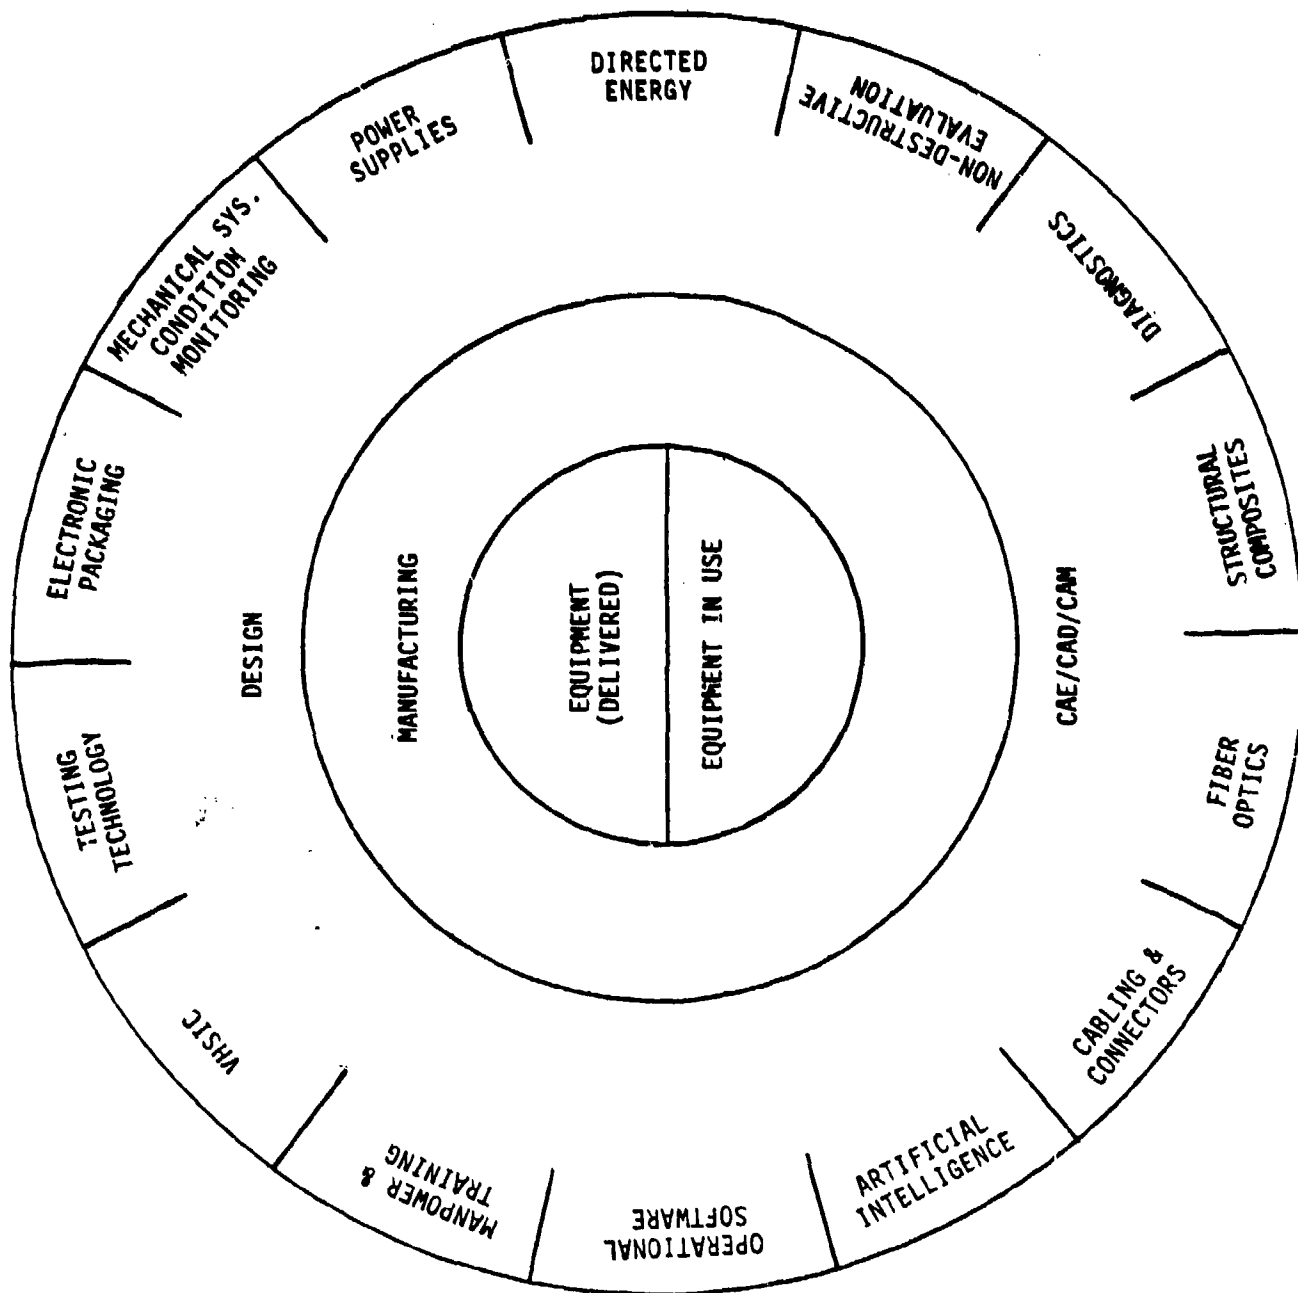 DIRECTED
ENERGY
NON-DESTRUCTIVE
EVALUATION
DIAGNOSTICS
STRUCTURAL
COMPOSITES
FIBER
OPTICS
CABLING &
CONNECTORS
ARTIFICIAL
INTELLIGENCE
OPERATIONAL
SOFTWARE
MANPOWER &
TRAINING
VHSIC
TESTING
TECHNOLOGY
ELECTRONIC
PACKAGING
MECHANICAL SYS.
CONDITION
MONITORING
POWER
SUPPLIES
DESIGN
MANUFACTURING
EQUIPMENT
(DELIVERED)
EQUIPMENT IN USE
CAE/CAD/CAM